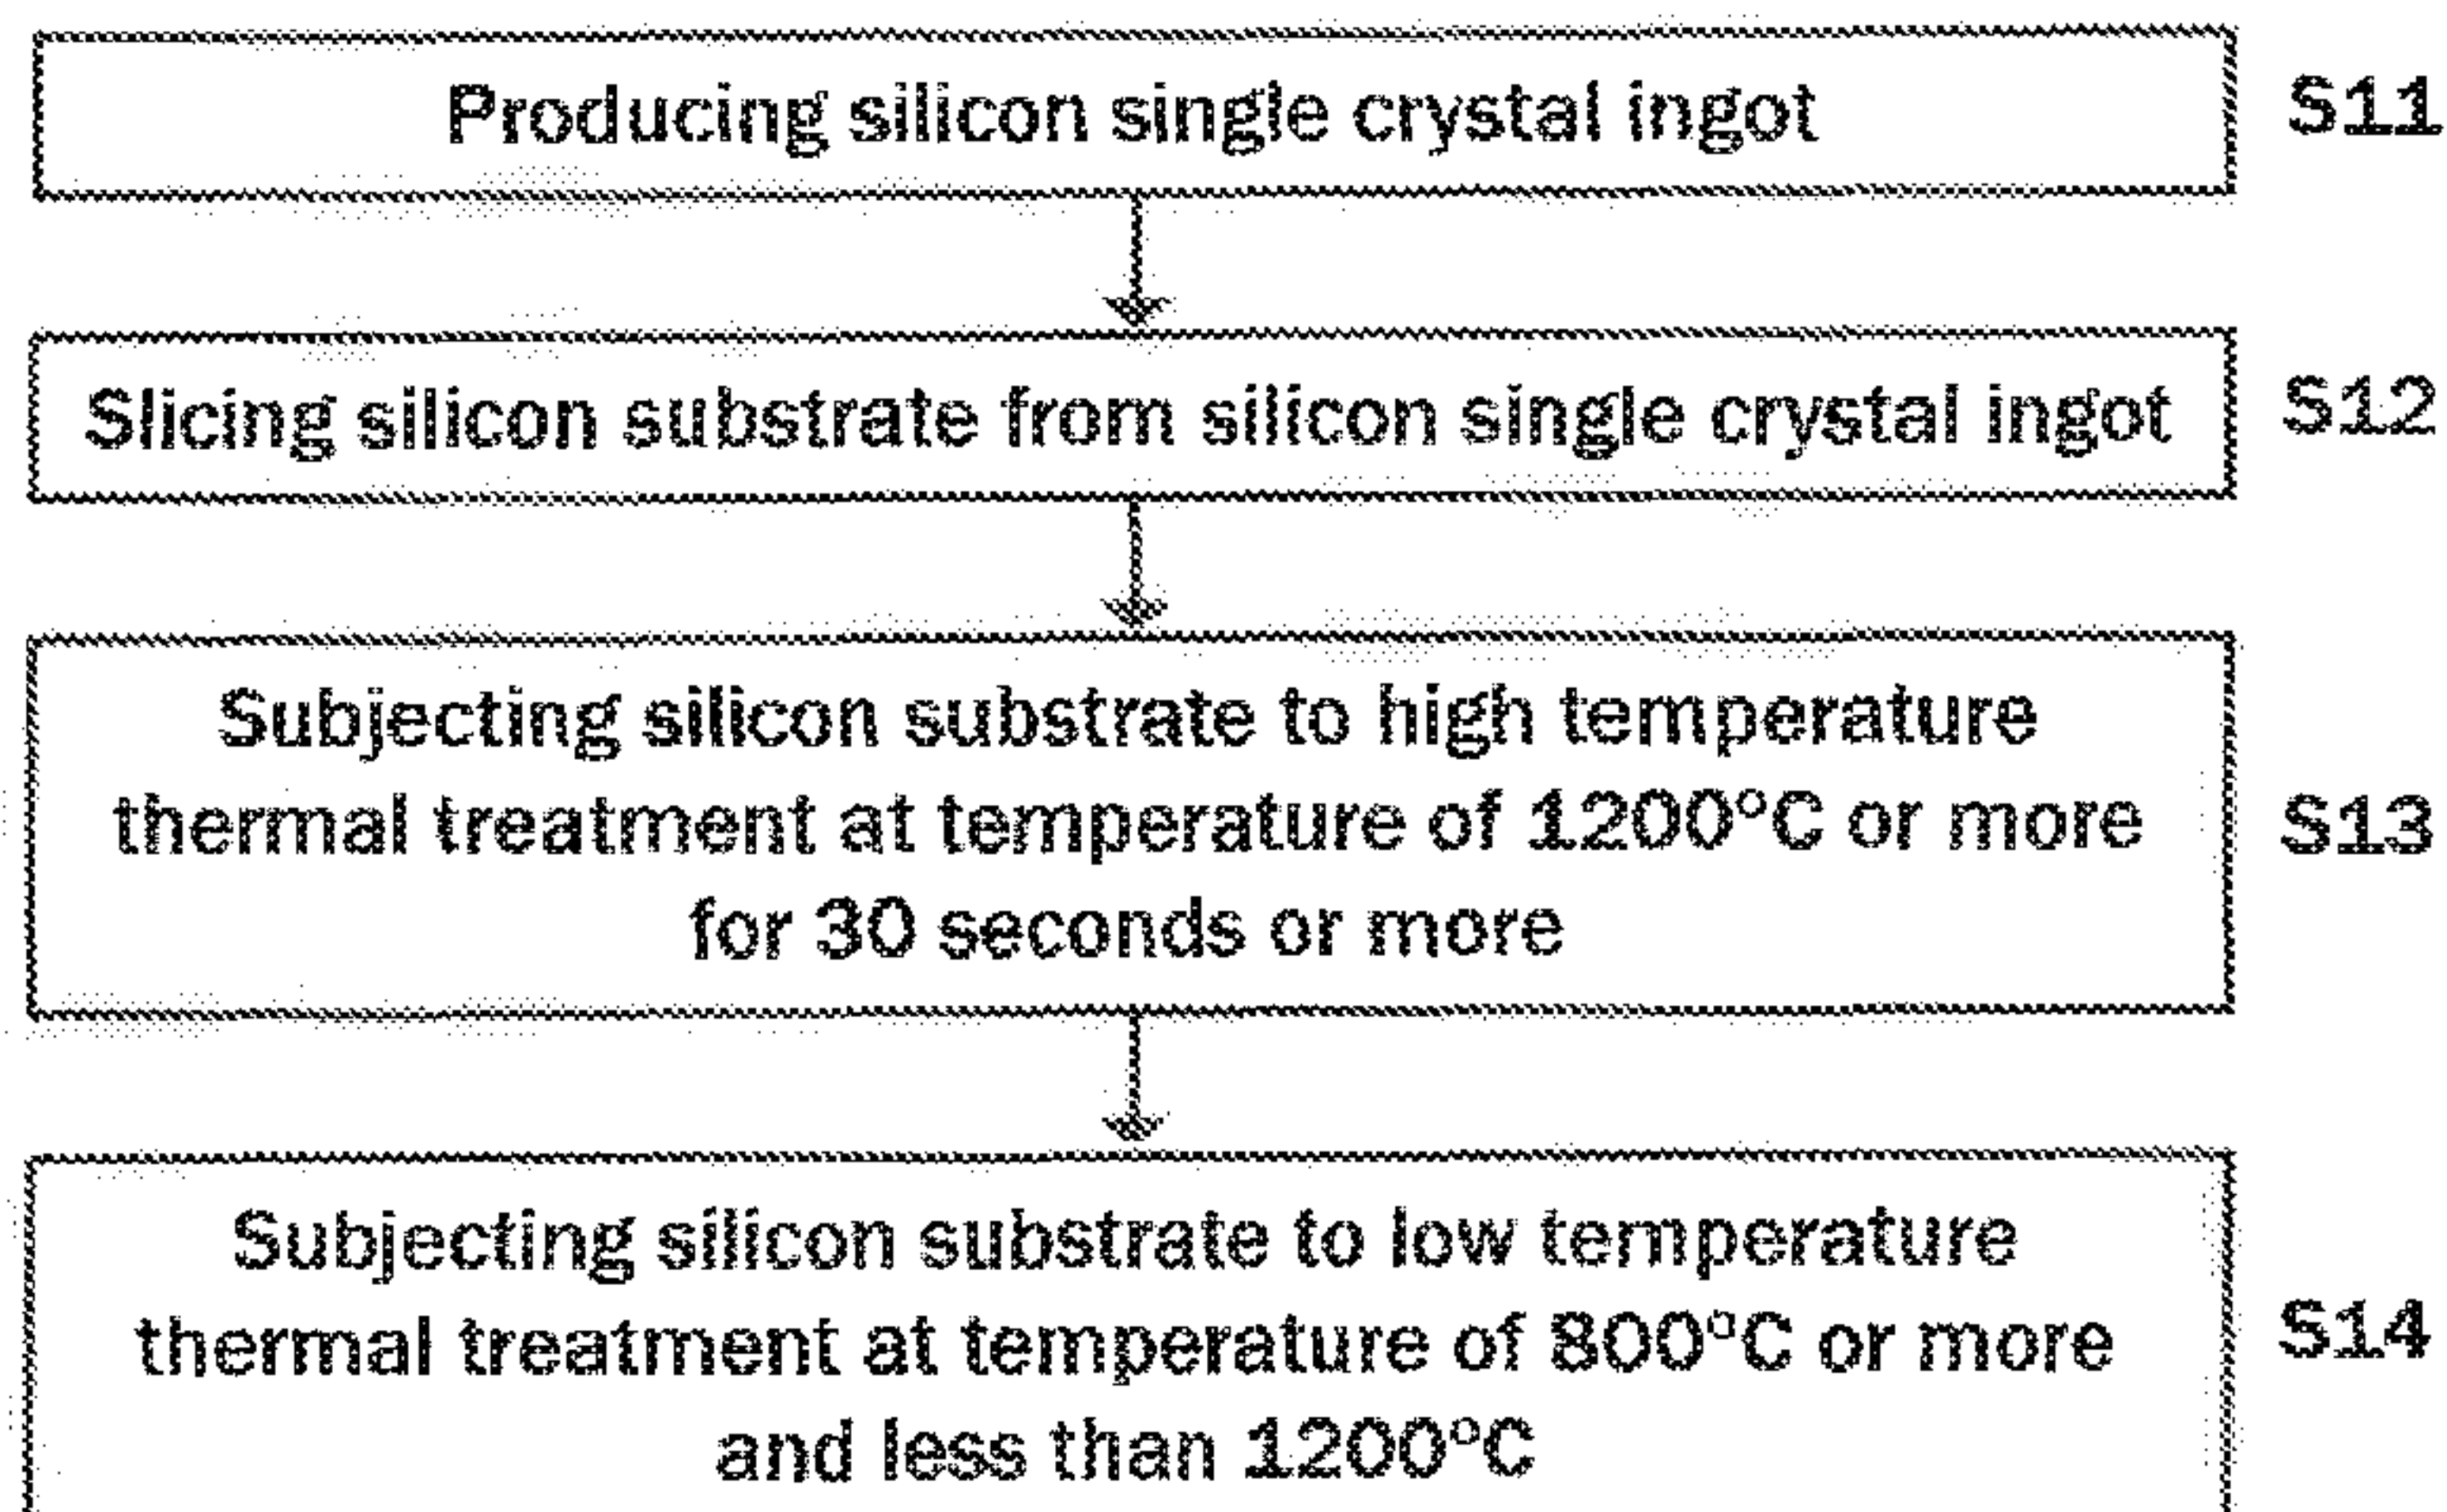 Producing silicon single crystal ingot
S11
Slicing silicon substrate from silicon single crystal ingot
S12
Subjecting silicon substrate to high temperature
thermal treatment at temperature of 1200°C or more
for 30 seconds or more
S13
Subjecting silicon substrate to low temperature
thermal treatment at temperature of 800°C or more
and less than 1200°C
S14